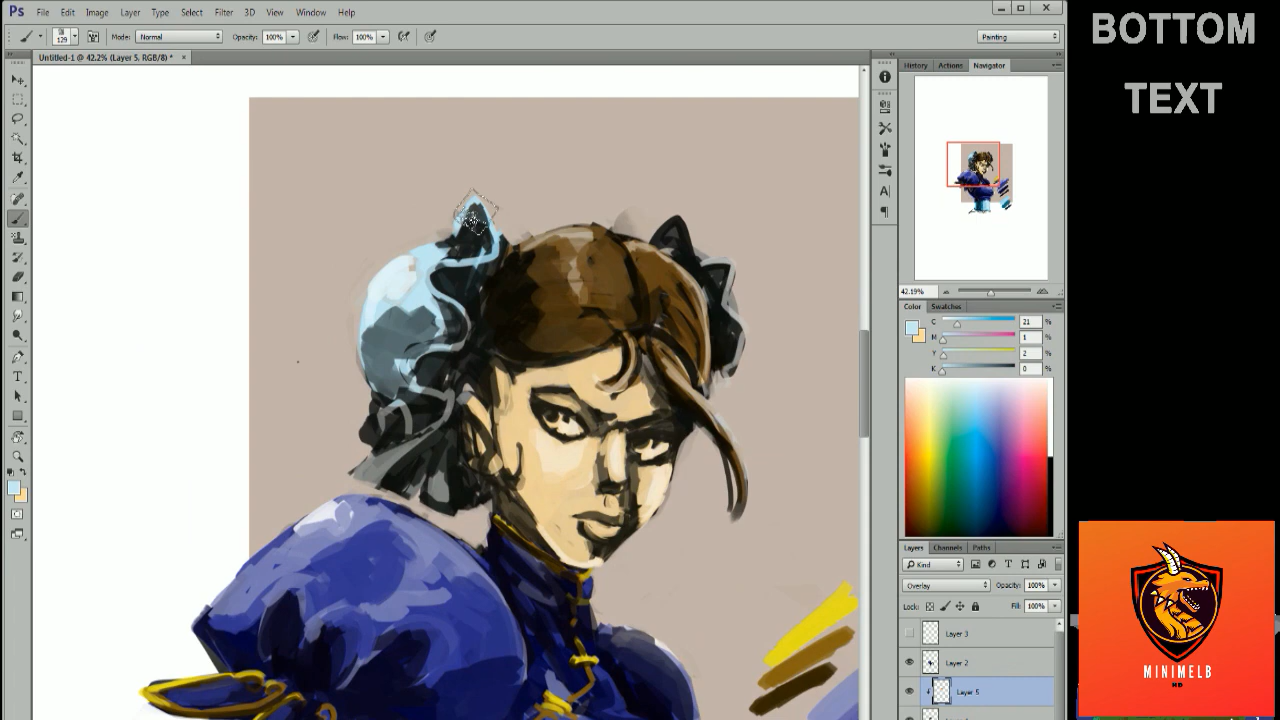 Ps File Edit Image Layer Type Select Filter 3D View Window Help
129 Mode: Normal Opacity: 100% Flow: 100% Painting
Untitled-1 @ 42.2% (Layer 5, RGB/8) *
History Actions Navigator
42.19%
Color Swatches
C 21 %
M 1 %
Y 2 %
K 0 %
Layers Channels Paths
Kind
Overlay Opacity: 100%
Lock: Fill: 100%
Layer 3
Layer 2
Layer 5
BOTTOM
TEXT
MINIMELB
HD